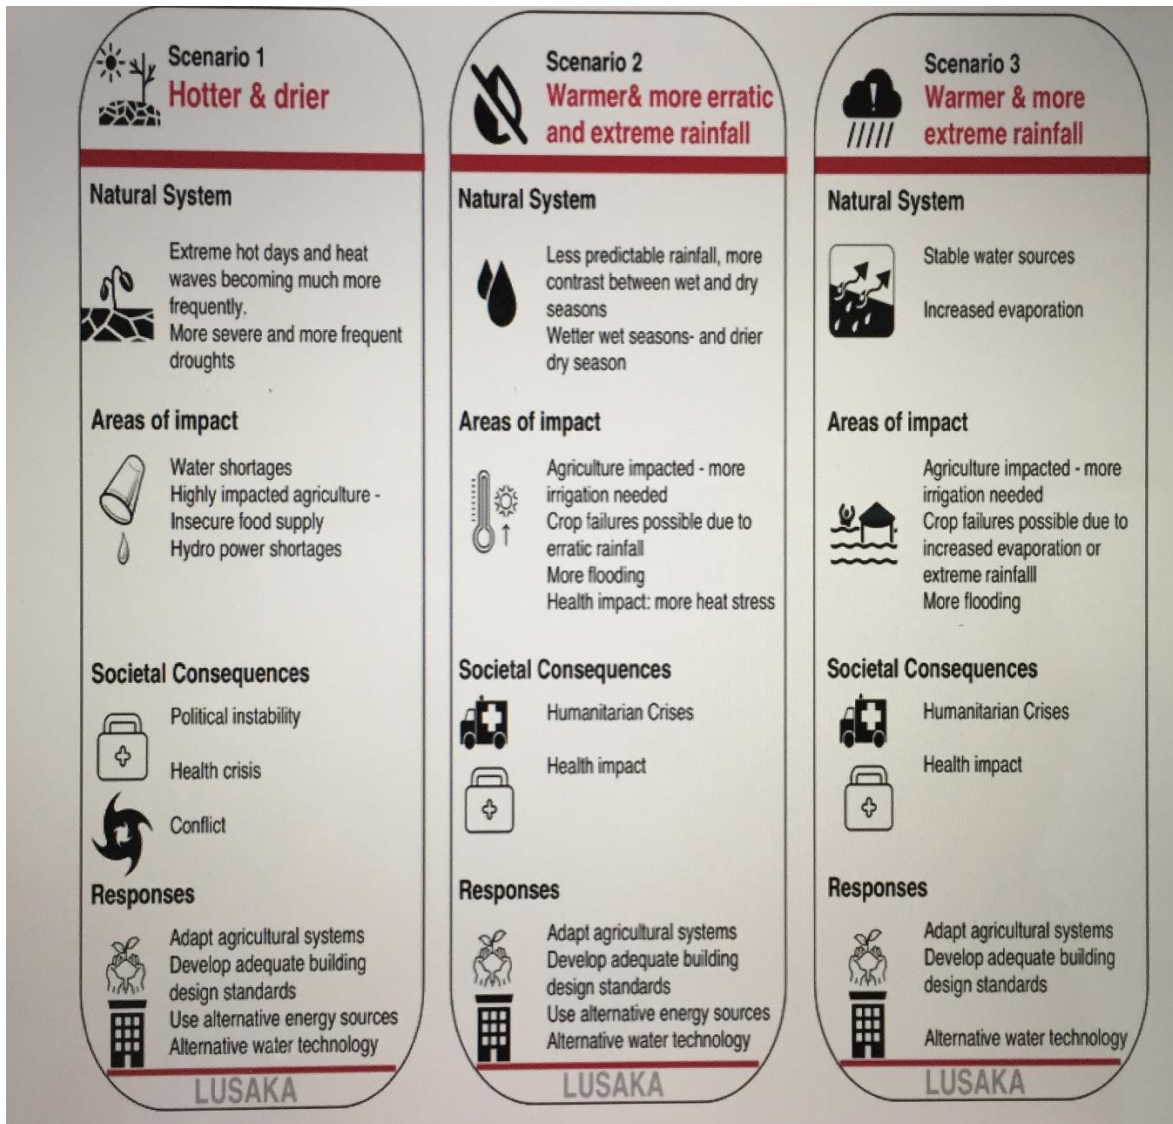 Scenario 1
Hotter & drier
Natural System
Extreme hot days and heat
waves becoming much more
frequently.
More severe and more frequent
droughts
Areas of impact
Water shortages
Highly impacted agriculture -
Insecure food supply
Hydro power shortages
Societal Consequences
Political instability
Health crisis
Conflict
Responses
Adapt agricultural systems
Develop adequate building
design standards
Use alternative energy sources
Alternative water technology
LUSAKA
Scenario 2
Warmer& more erratic
and extreme rainfall
Natural System
Less predictable rainfall, more
contrast between wet and dry
seasons
Wetter wet seasons- and drier
dry season
Areas of impact
Agriculture impacted - more
irrigation needed
Crop failures possible due to
erratic rainfall
More flooding
Health impact: more heat stress
Societal Consequences
Humanitarian Crises
Health impact
Responses
Adapt agricultural systems
Develop adequate building
design standards
Use alternative energy sources
Alternative water technology
LUSAKA
Scenario 3
Warmer & more
extreme rainfall
Natural System
Stable water sources
Increased evaporation
Areas of impact
Agriculture impacted - more
irrigation needed
Crop failures possible due to
increased evaporation or
extreme rainfalll
More flooding
Societal Consequences
Humanitarian Crises
Health impact
Responses
Adapt agricultural systems
Develop adequate building
design standards
Alternative water technology
LUSAKA